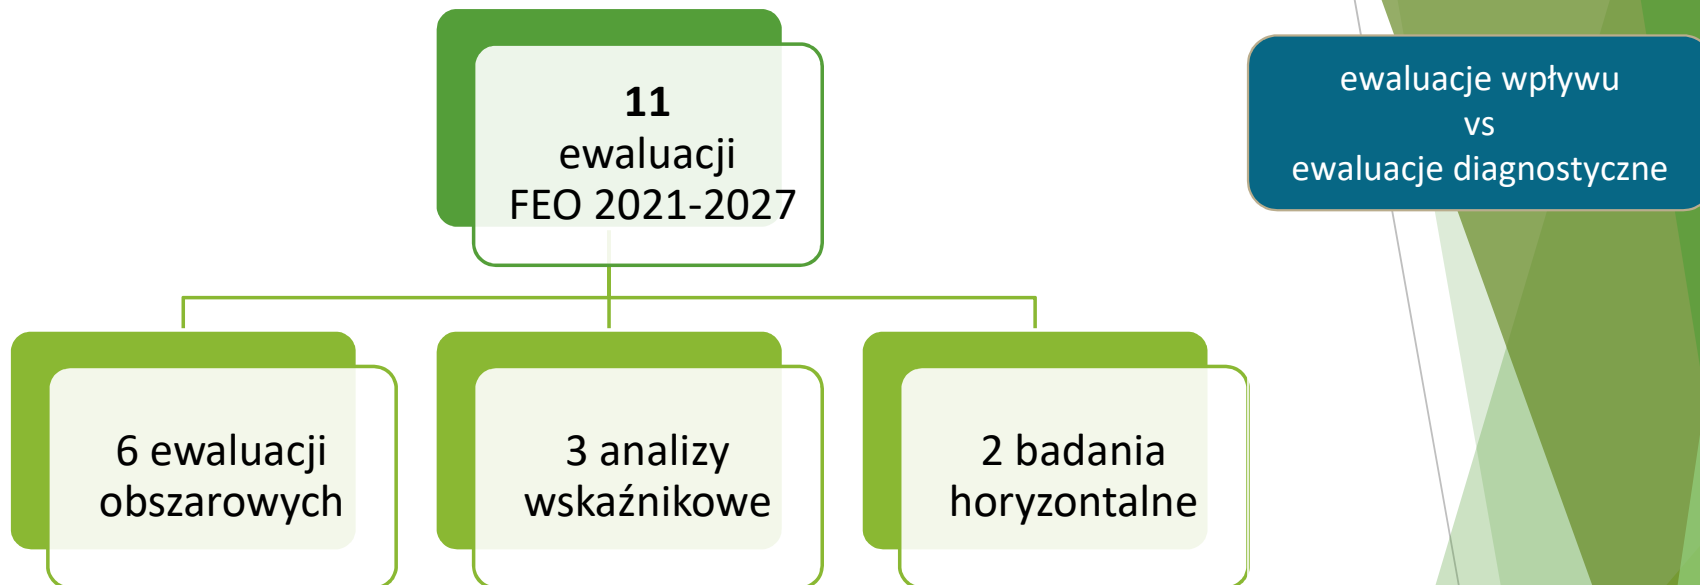 11
ewaluacji
FEO 2021-2027
ewaluacje wpływu
vs
ewaluacje diagnostyczne
6 ewaluacji
obszarowych
3 analizy
wskaźnikowe
2 badania
horyzontalne